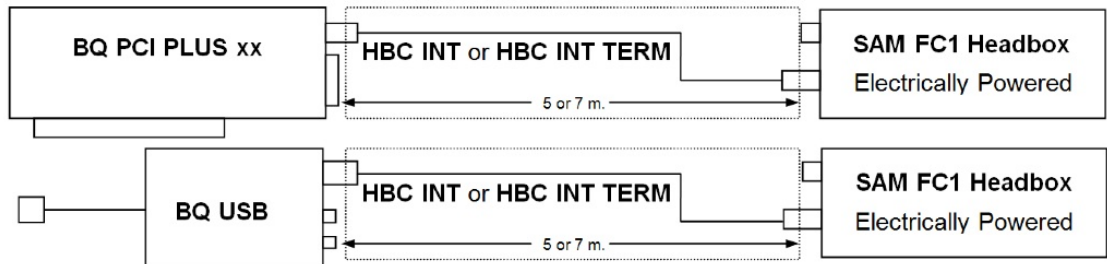 BQ PCI PLUS xx
HBC INT or HBC INT TERM
5 or 7 m.
SAM FC1 Headbox
Electrically Powered
BQ USB
HBC INT or HBC INT TERM
5 or 7 m.
SAM FC1 Headbox
Electrically Powered